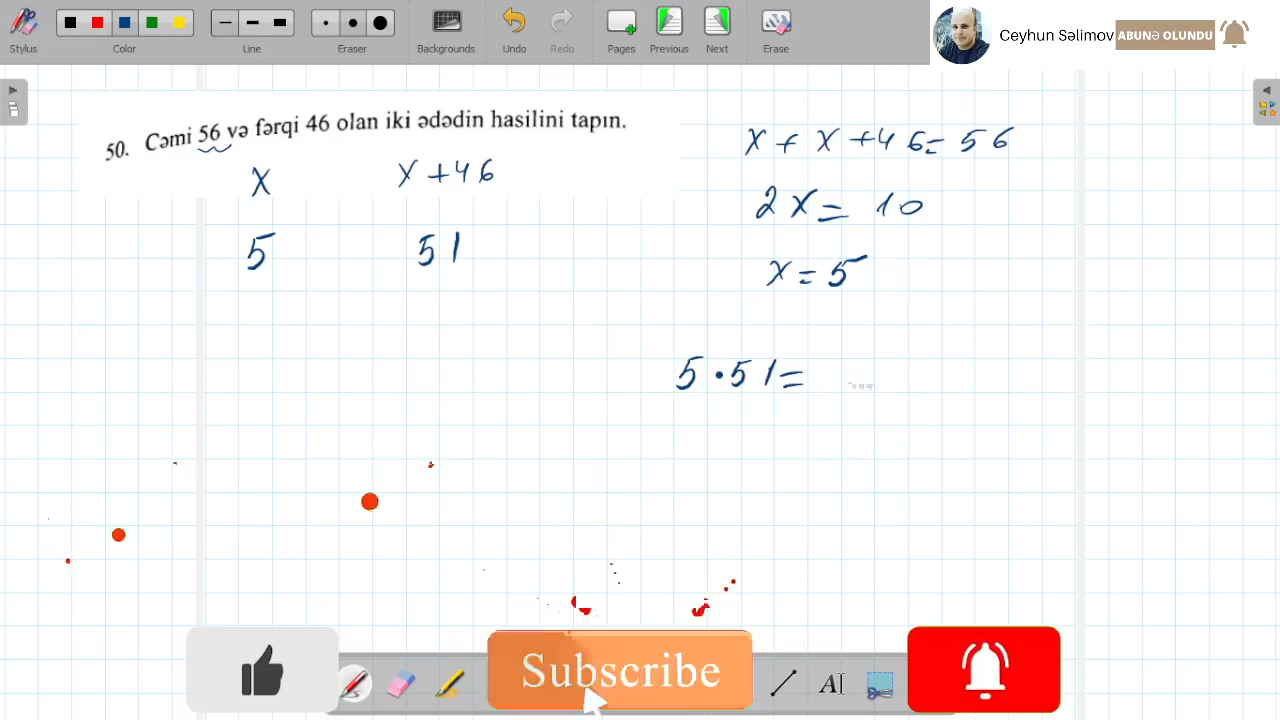 Stylus Color Line Eraser Backgrounds Undo Redo Pages Previous Next Erase
Ceyhun Səlimov ABUNƏ OLUNDU
50. Cəmi 56 və fərqi 46 olan iki ədədin hasilini tapın.
x x+46
5 51
x + x +46= 56
2x= 10
x=5
5·51=
Subscribe
AI